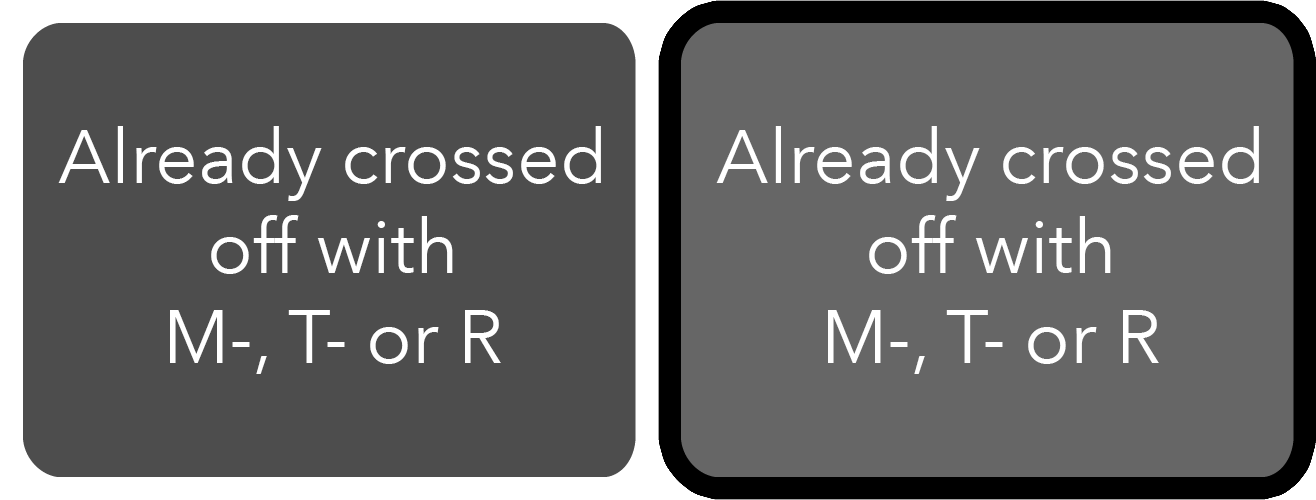 Already crossed
off with
M-, T- or R
Already crossed
off with
M-, T- or R